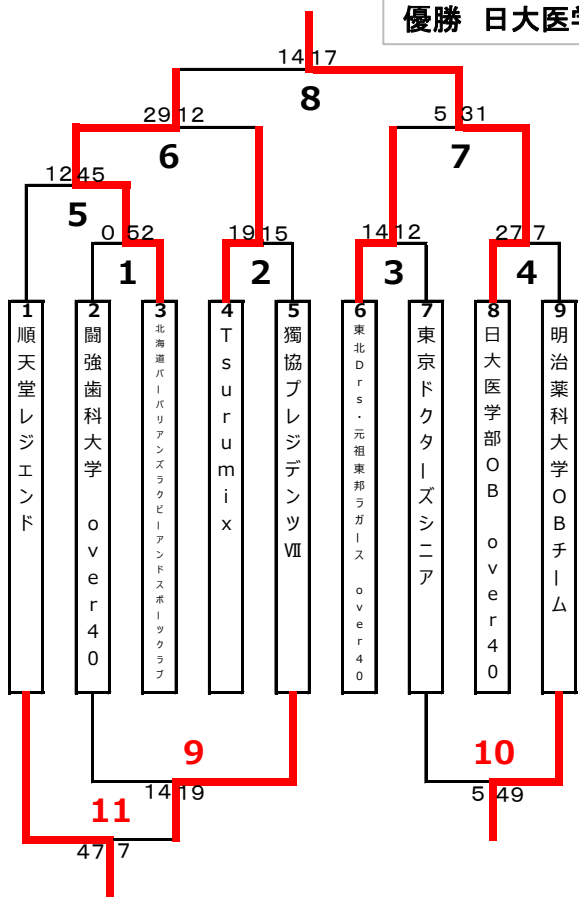 優勝 日大医学
14 17
8
29 12
5 31
6
7
12 45
5
0 52
19 15
14 12
27 7
1
2
3
4
1 順天堂レジェンド
2 闘強歯科大学 over40
3 北海道バーバリアンズラグビーアンドスポーツクラブ
4 Tsurumix
5 獨協プレジデンツⅦ
6 東北Drs・元祖東邦ラガース over40
7 東京ドクターズシニア
8 日大医学部OB over40
9 明治薬科大学OBチーム
9
10
14 19
5 49
11
47 7